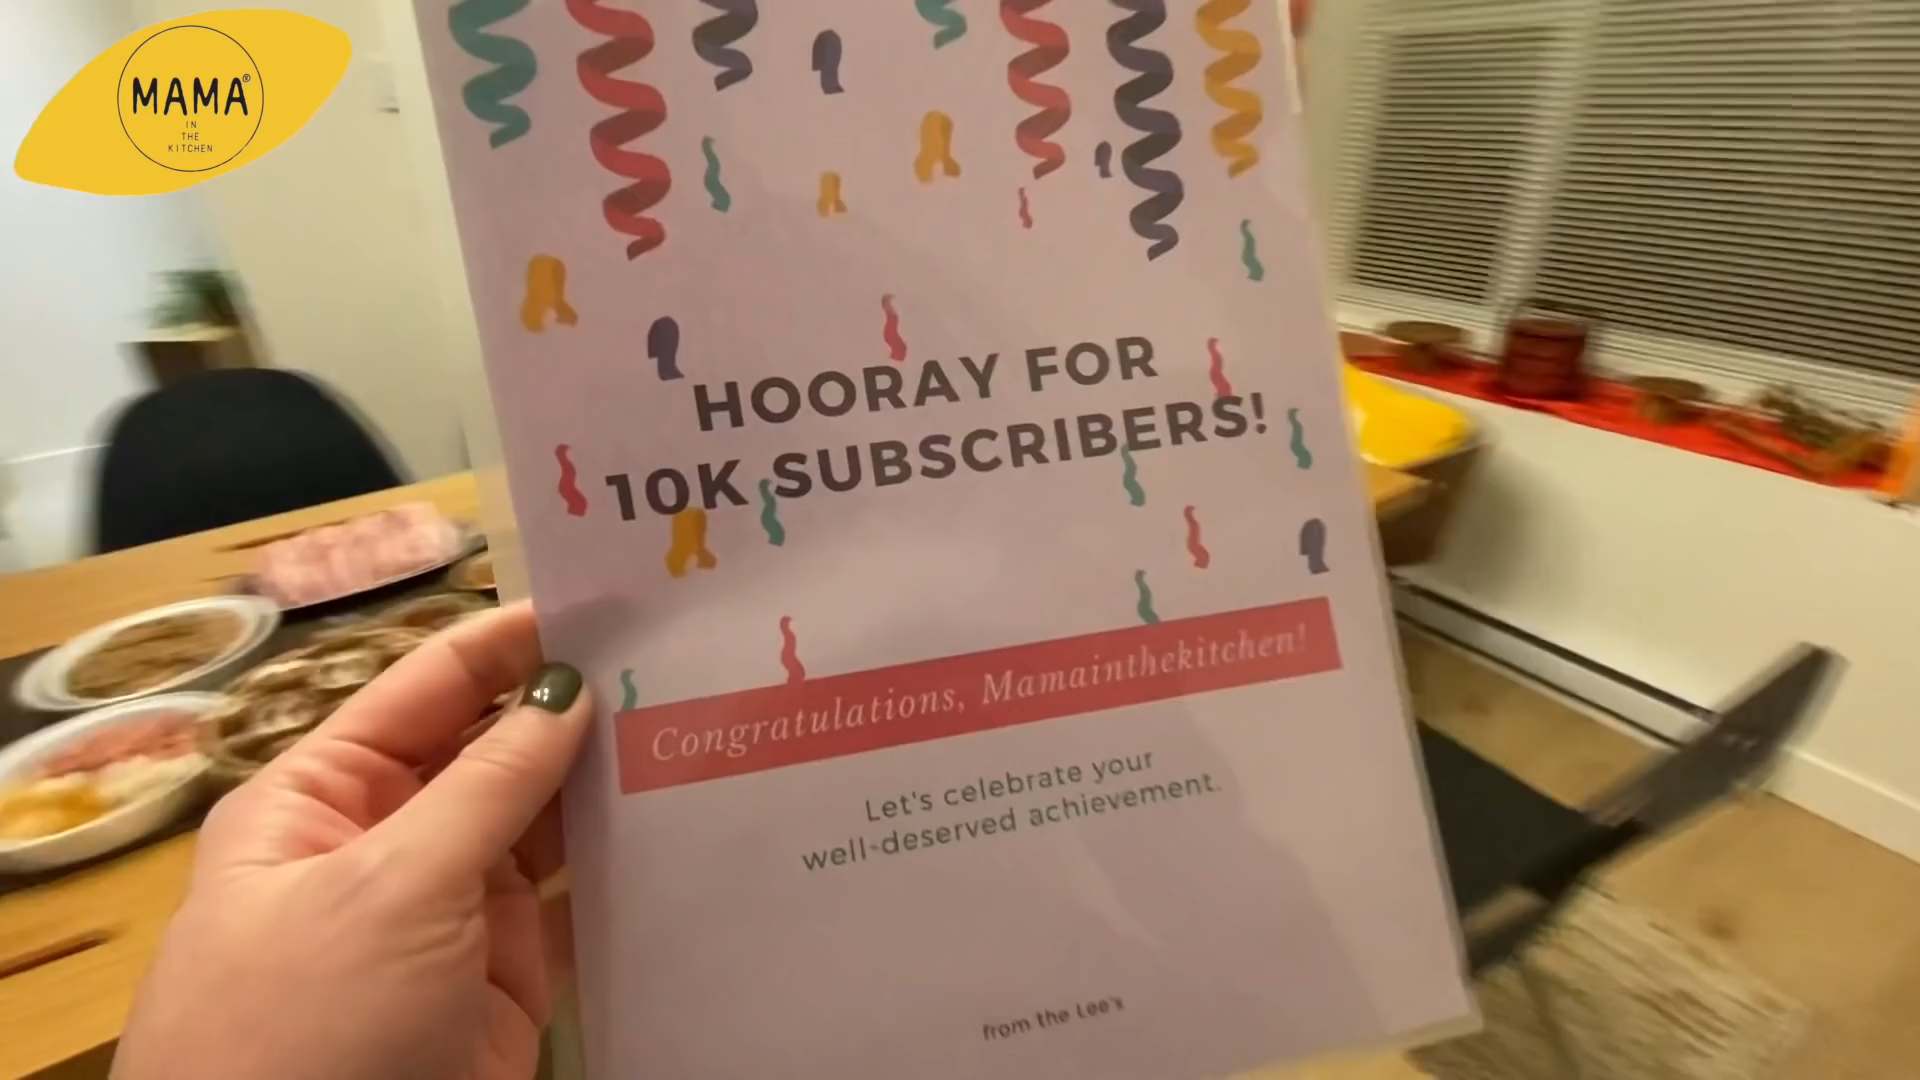 MAMA®
IN
THE
KITCHEN
HOORAY FOR
10K SUBSCRIBERS!
Congratulations, Mamainthekitchen!
Let's celebrate your
well-deserved achievement.
from the Lee's